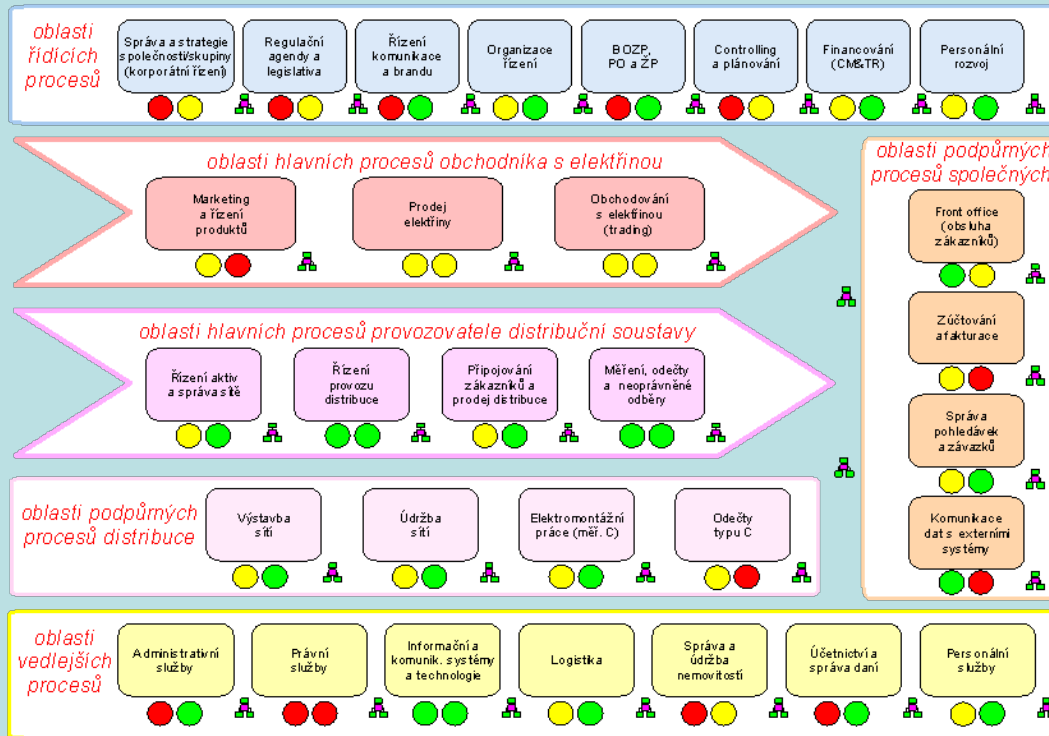 oblasti
řídících
procesů
Správa a strategie
společnosti/skupiny
(korporátní řízení)
Regulační
agendy a
legislativa
Řízení
komunikace
a brandu
Organizace
řízení
BOZP,
PO a ŽP
Controlling
a plánování
Financování
(CM&TR)
Personální
rozvoj
oblasti hlavních procesů obchodníka s elektřinou
Marketing
a řízení
produktů
Prodej
elektřiny
Obchodování
s elektřinou
(trading)
oblasti podpůrných
procesů společných
Front office
(obsluha
zákazníků)
Zúčtování
a fakturace
Správa
pohledávek
a závazků
Komunikace
dat s externími
systémy
oblasti hlavních procesů provozovatele distribuční soustavy
Řízení aktiv
a správa sítě
Řízení
provozu
distribuce
Připojování
zákazníků a
prodej distribuce
Měření, odečty
a neoprávněné
odběry
oblasti podpůrných
procesů distribuce
Výstavba
sítí
Údržba
sítí
Elektromontážní
práce (měř. C)
Odečty
typu C
oblasti
vedlejších
procesů
Administrativní
služby
Právní
služby
Informační a
komunik. systémy
a technologie
Logistika
Správa a
údržba
nemovitostí
Účetnictví a
správa daní
Personální
služby